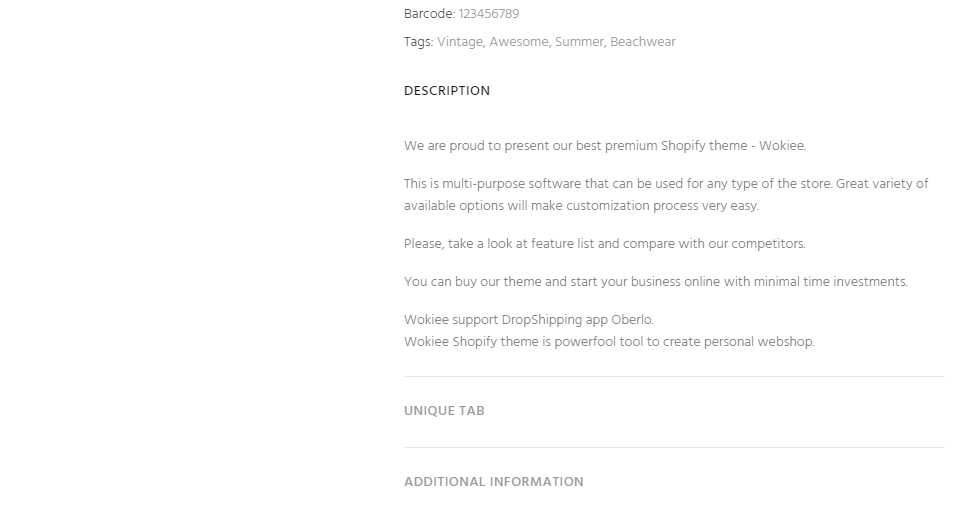 Barcode: 123456789
Tags: Vintage, Awesome, Summer, Beachwear
DESCRIPTION
We are proud to present our best premium Shopify theme - Wokiee.
This is multi-purpose software that can be used for any type of the store. Great variety of
available options will make customization process very easy.
Please, take a look at feature list and compare with our competitors.
You can buy our theme and start your business online with minimal time investments.
Wokiee support DropShipping app Oberlo.
Wokiee Shopify theme is powerfool tool to create personal webshop.
UNIQUE TAB
ADDITIONAL INFORMATION